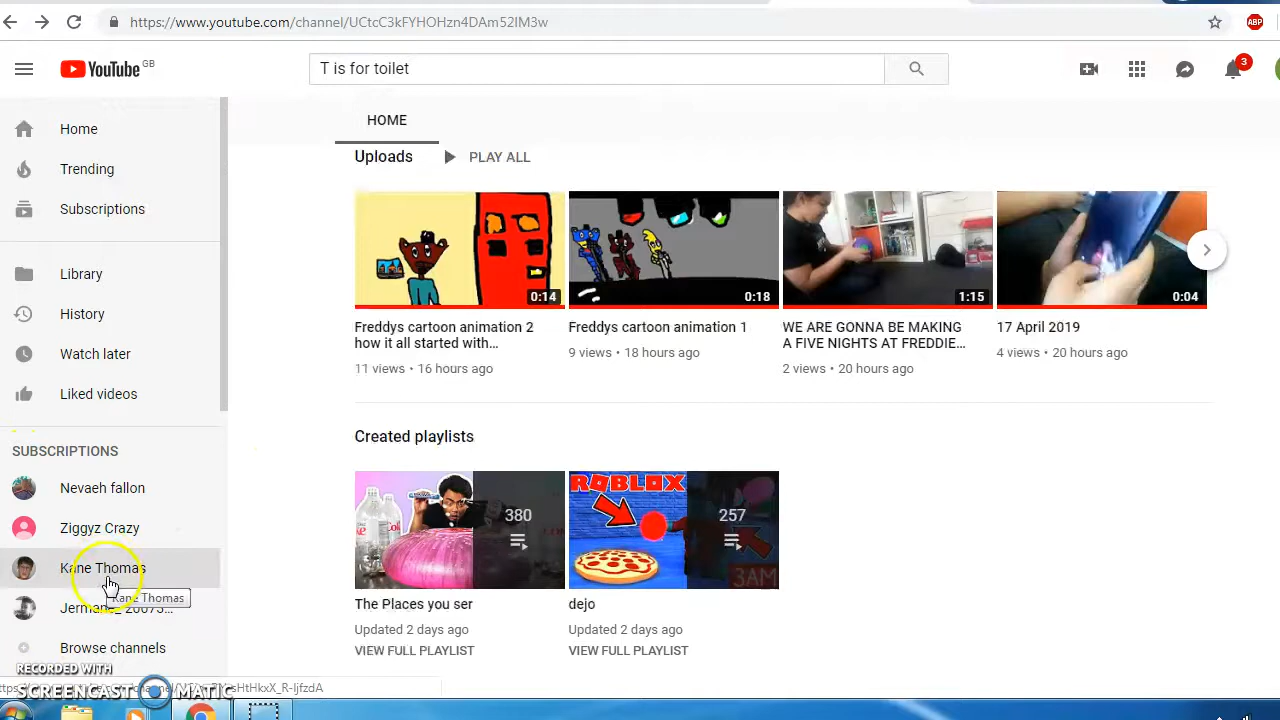 https://www.youtube.com/channel/UCtcC3kFYHOHzn4DAm52IM3w
ABP
YouTube GB
T is for toilet
3
Home
Trending
Subscriptions
Library
History
Watch later
Liked videos
SUBSCRIPTIONS
Nevaeh fallon
Ziggyz Crazy
Kane Thomas
Kane Thomas
Browse channels
HOME
Uploads
PLAY ALL
0:14
0:18
1:15
0:04
Freddys cartoon animation 2
how it all started with...
11 views • 16 hours ago
Freddys cartoon animation 1
9 views • 18 hours ago
WE ARE GONNA BE MAKING
A FIVE NIGHTS AT FREDDIE...
2 views • 20 hours ago
17 April 2019
4 views • 20 hours ago
Created playlists
380
ROBLOX
257
3AM
The Places you ser
Updated 2 days ago
VIEW FULL PLAYLIST
dejo
Updated 2 days ago
VIEW FULL PLAYLIST
RECORDED WITH
SCREENCAST MATIC